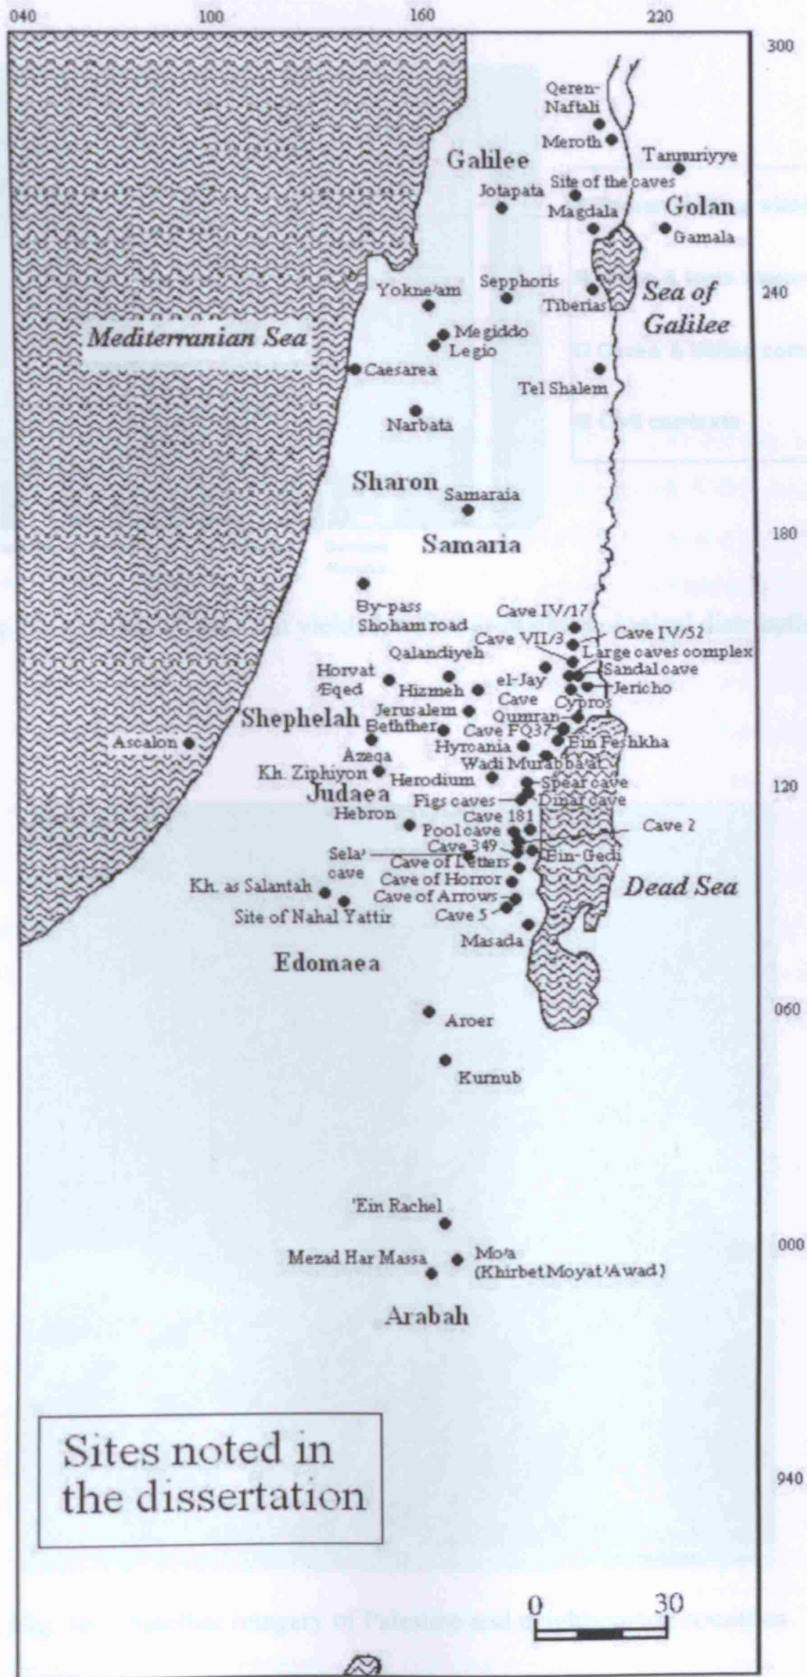 040 100 160 220
300
Qeren-
Naftali
Meroth
Galilee
Tannuriyye
Jotapata
Site of the caves
Golan
Magdala
Gamala
Sepphoris
240
Yokne'am
Tiberias
Sea of
Galilee
Mediterranian Sea
Megiddo
Legio
Caesarea
Tel Shalem
Narbata
Sharon
Samaraia
180
Samaria
By-pass
Shoham road
Cave IV/17
Cave IV/52
Cave VII/3
Large caves complex
Qalandiyeh
Sandal cave
Horvat
'Eqed
Hizmeh
el-Jay
Cave
Jericho
Cypros
Jerusalem
Qumran
Shephelah
Bethther
Cave FQ37
Ascalon
Hyrcania
Ein Feshkha
Azeqa
Wadi Murabba'at
Kh. Ziphiyon
Herodium
Spear cave
120
Judaea
Figs caves
Dinar cave
Hebron
Cave 181
Pool cave
Cave 2
Cave 349
Ein-Gedi
Sela'
cave
Cave of Letters
Kh. as Salantah
Cave of Horror
Dead Sea
Cave of Arrows
Site of Nahal Yattir
Cave 5
Masada
Edomaea
060
Aroer
Kurnub
'Ein Rachel
000
Mezad Har Massa
Mo'a
(Khirbet Moyat 'Awad)
Arabah
Sites noted in
the dissertation
940
0 30